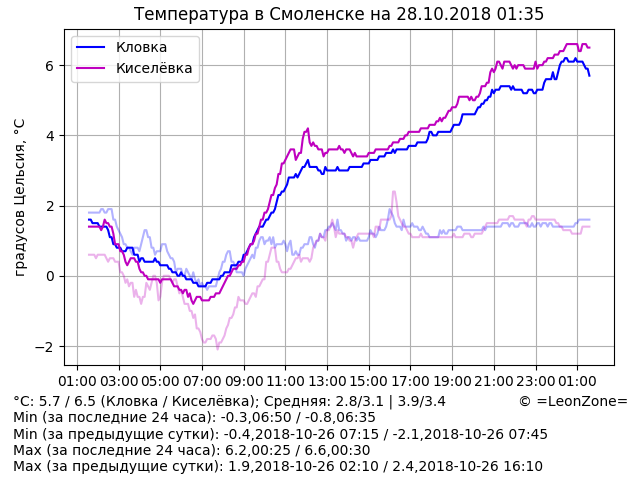 Температура в Смоленске на 28.10.2018 01:35
Кловка
Киселёвка
градусов Цельсия, °C
6
4
2
0
−2
01:00 03:00 05:00 07:00 09:00 11:00 13:00 15:00 17:00 19:00 21:00 23:00 01:00
°C: 5.7 / 6.5 (Кловка / Киселёвка); Средняя: 2.8/3.1 | 3.9/3.4 © =LeonZone=
Min (за последние 24 часа): -0.3,06:50 / -0.8,06:35
Min (за предыдущие сутки): -0.4,2018-10-26 07:15 / -2.1,2018-10-26 07:45
Max (за последние 24 часа): 6.2,00:25 / 6.6,00:30
Max (за предыдущие сутки): 1.9,2018-10-26 02:10 / 2.4,2018-10-26 16:10